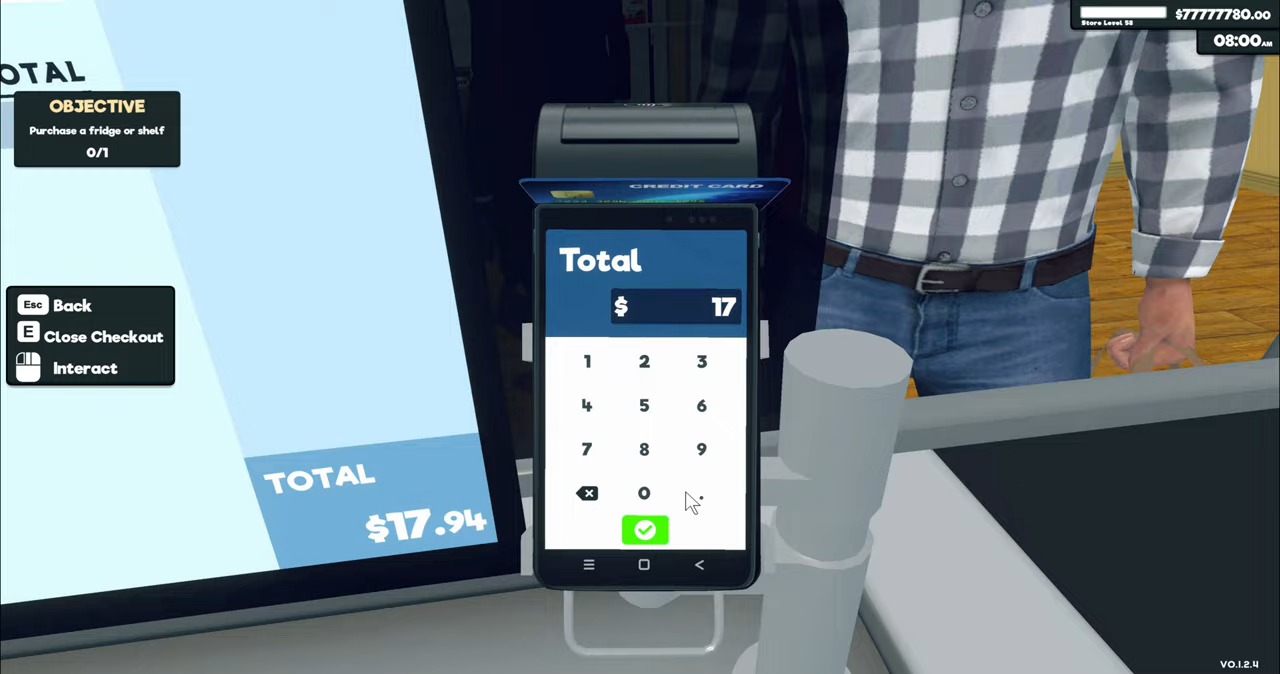 $77777780.00
Store Level 58
08:00AM
OTAL
OBJECTIVE
Purchase a fridge or shelf
0/1
Esc Back
E Close Checkout
Interact
CREDIT CARD
Total
$ 17
1 2 3
4 5 6
7 8 9
0 .
TOTAL
$17.94
V0.1.2.4